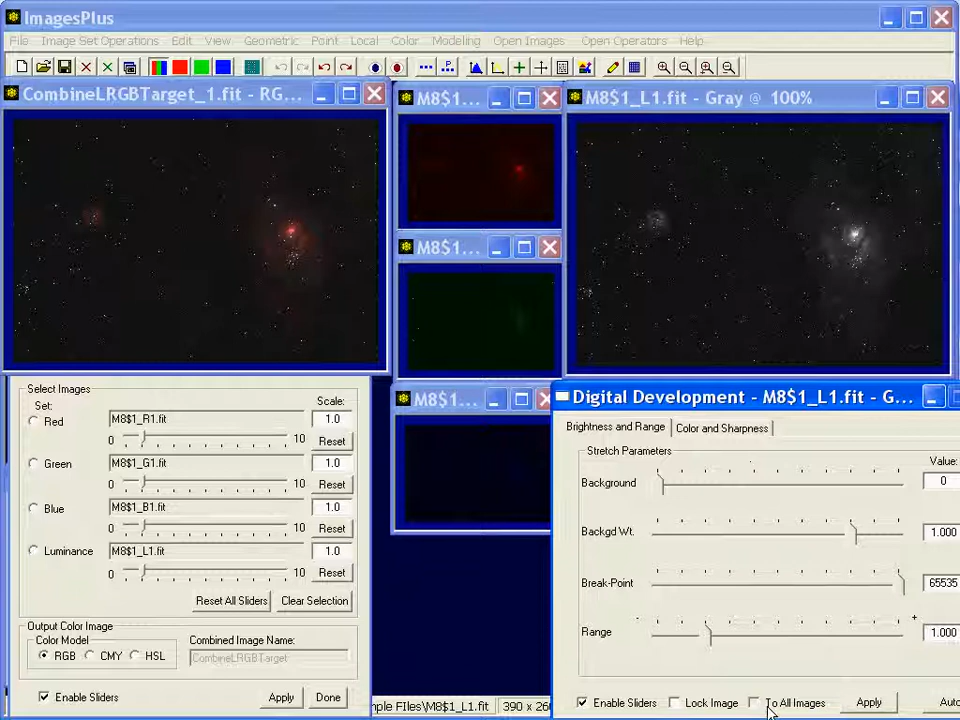 ImagesPlus
File Image Set Operations Edit View Geometric Point Local Color Modeling Open Images Open Operators Help
CombineLRGBTarget_1.fit - RG...
M8$1...
M8$1_L1.fit - Gray @ 100%
M8$1...
M8$1...
Select Images
Set:
Scale:
Red M8$1_R1.fit 1.0
0 10 Reset
Green M8$1_G1.fit 1.0
0 10 Reset
Blue M8$1_B1.fit 1.0
0 10 Reset
Luminance M8$1_L1.fit 1.0
0 10 Reset
Reset All Sliders Clear Selection
Output Color Image
Color Model
RGB CMY HSL
Combined Image Name:
CombineLRGBTarget
Enable Sliders Apply Done
Digital Development - M8$1_L1.fit - G...
Brightness and Range Color and Sharpness
Stretch Parameters
Value:
Background 0
Backgd Wt. 1.000
Break-Point 65535
- +
Range 1.000
Enable Sliders Lock Image To All Images Apply Auto
mple FIles\M8$1_L1.fit 390 x 26